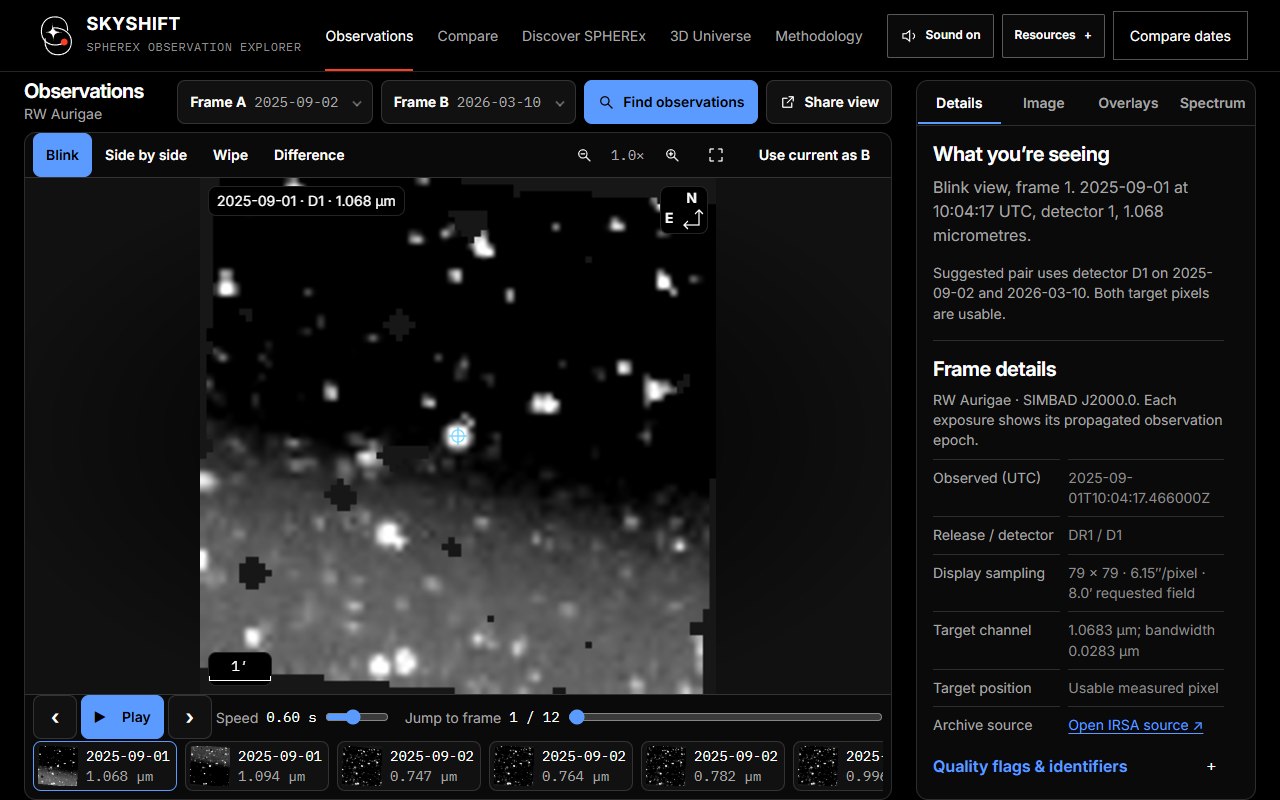 SKYSHIFT
SPHEREX OBSERVATION EXPLORER
Observations
Compare
Discover SPHEREx
3D Universe
Methodology
Sound on
Resources +
Compare dates
Observations
RW Aurigae
Frame A 2025-09-02
Frame B 2026-03-10
Find observations
Share view
Blink
Side by side
Wipe
Difference
1.0×
Use current as B
2025-09-01 · D1 · 1.068 µm
N
E
1′
‹
Play
›
Speed 0.60 s
Jump to frame 1 / 12
2025-09-01
1.068 µm
2025-09-01
1.094 µm
2025-09-02
0.747 µm
2025-09-02
0.764 µm
2025-09-02
0.782 µm
2025-
0.996
Details
Image
Overlays
Spectrum
What you’re seeing
Blink view, frame 1. 2025-09-01 at
10:04:17 UTC, detector 1, 1.068
micrometres.
Suggested pair uses detector D1 on 2025-
09-02 and 2026-03-10. Both target pixels
are usable.
Frame details
RW Aurigae · SIMBAD J2000.0. Each
exposure shows its propagated observation
epoch.
Observed (UTC)
2025-09-
01T10:04:17.466000Z
Release / detector
DR1 / D1
Display sampling
79 × 79 · 6.15″/pixel ·
8.0′ requested field
Target channel
1.0683 µm; bandwidth
0.0283 µm
Target position
Usable measured pixel
Archive source
Open IRSA source ↗
Quality flags & identifiers +